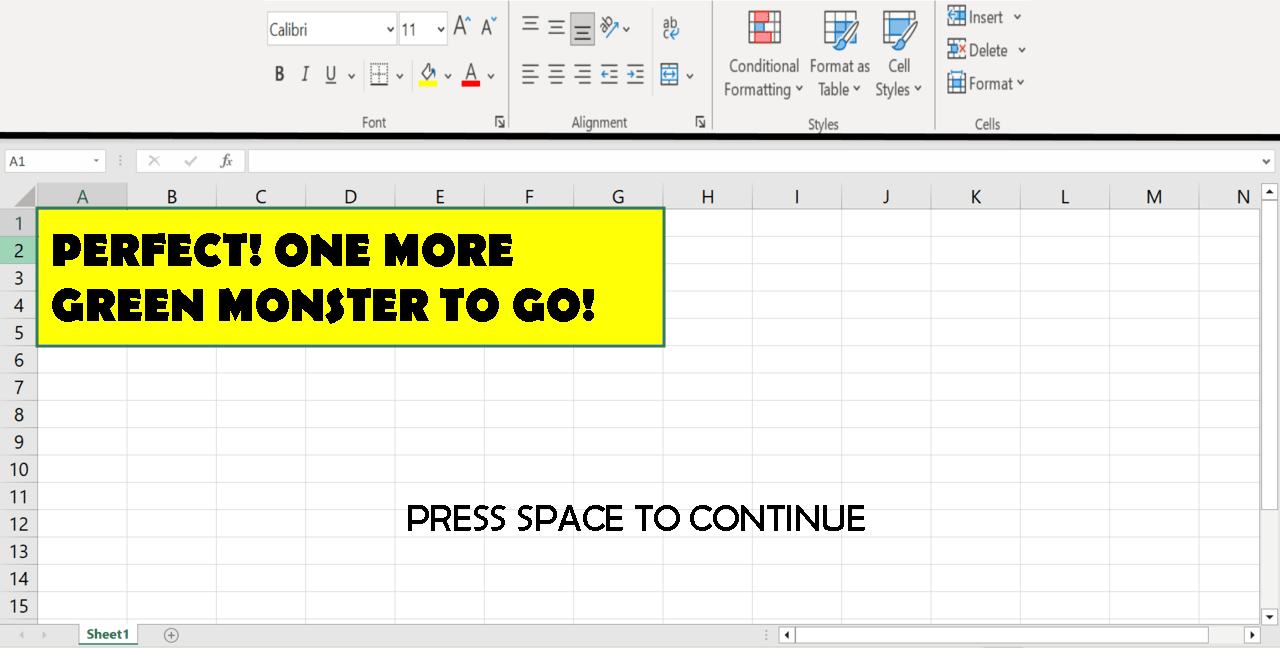 Calibri
11
B I U
A
ab
Conditional Formatting
Format as Table
Cell Styles
Insert
Delete
Format
Font
Alignment
Styles
Cells
A1
fx
A B C D E F G H I J K L M N
1
2
3
4
5
6
7
8
9
10
11
12
13
14
15
PERFECT! ONE MORE
GREEN MONSTER TO GO!
PRESS SPACE TO CONTINUE
Sheet1